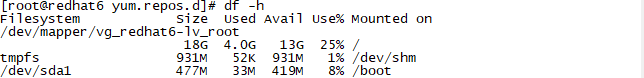 [root@redhat6 yum.repos.d]# df -h
Filesystem Size Used Avail Use% Mounted on
/dev/mapper/vg_redhat6-lv_root
18G 4.0G 13G 25% /
tmpfs 931M 52K 931M 1% /dev/shm
/dev/sda1 477M 33M 419M 8% /boot